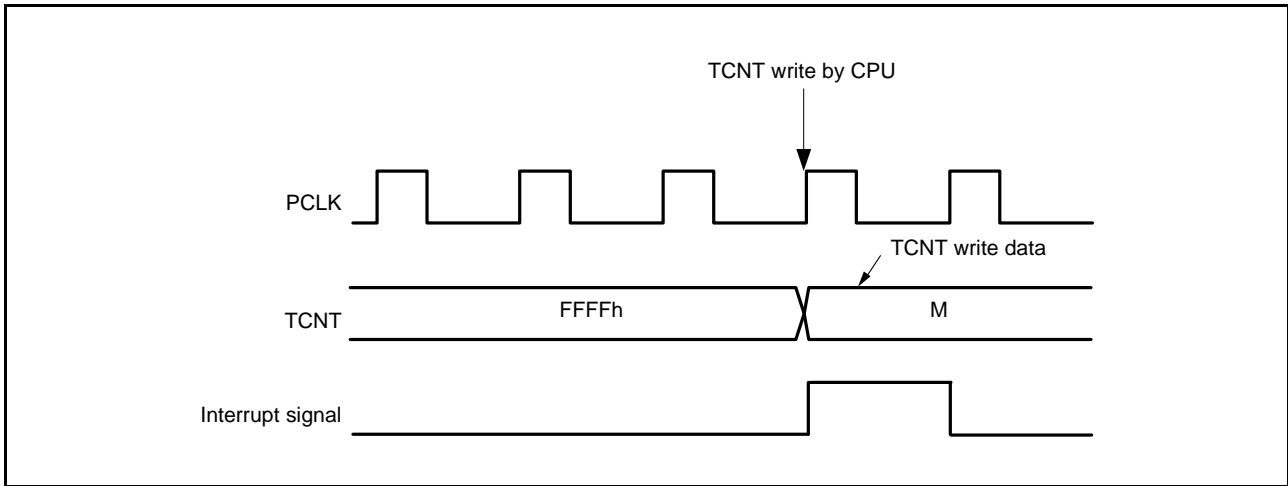 TCNT write by CPU
PCLK
TCNT write data
TCNT
FFFFh
M
Interrupt signal